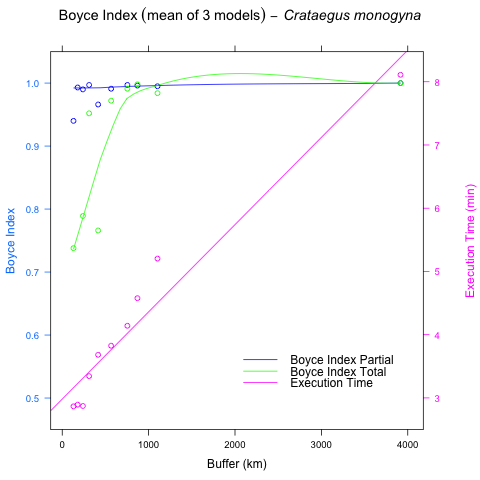 Boyce Index (mean of 3 models) – Crataegus monogyna
1.0
0.9
0.8
0.7
0.6
0.5
Boyce Index
8
7
6
5
4
3
Execution Time (min)
Boyce Index Partial
Boyce Index Total
Execution Time
0 1000 2000 3000 4000
Buffer (km)